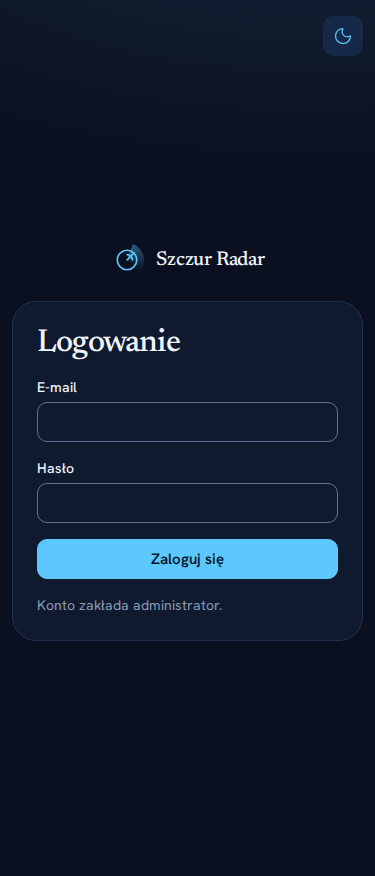 Szczur Radar
Logowanie
E-mail
Hasło
Zaloguj się
Konto zakłada administrator.